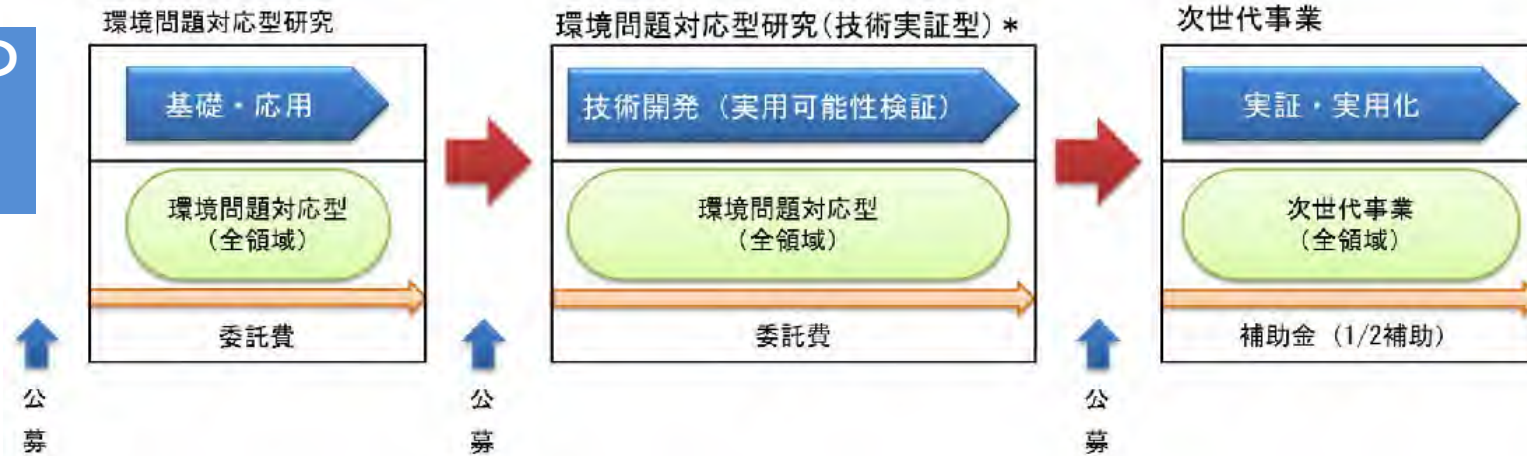 環境問題対応型研究
基礎・応用
環境問題対応型
(全領域)
委託費
環境問題対応型研究(技術実証型)*
技術開発(実用可能性検証)
環境問題対応型
(全領域)
委託費
次世代事業
実証・実用化
次世代事業
(全領域)
補助金(1/2補助)
公募
公募
公募